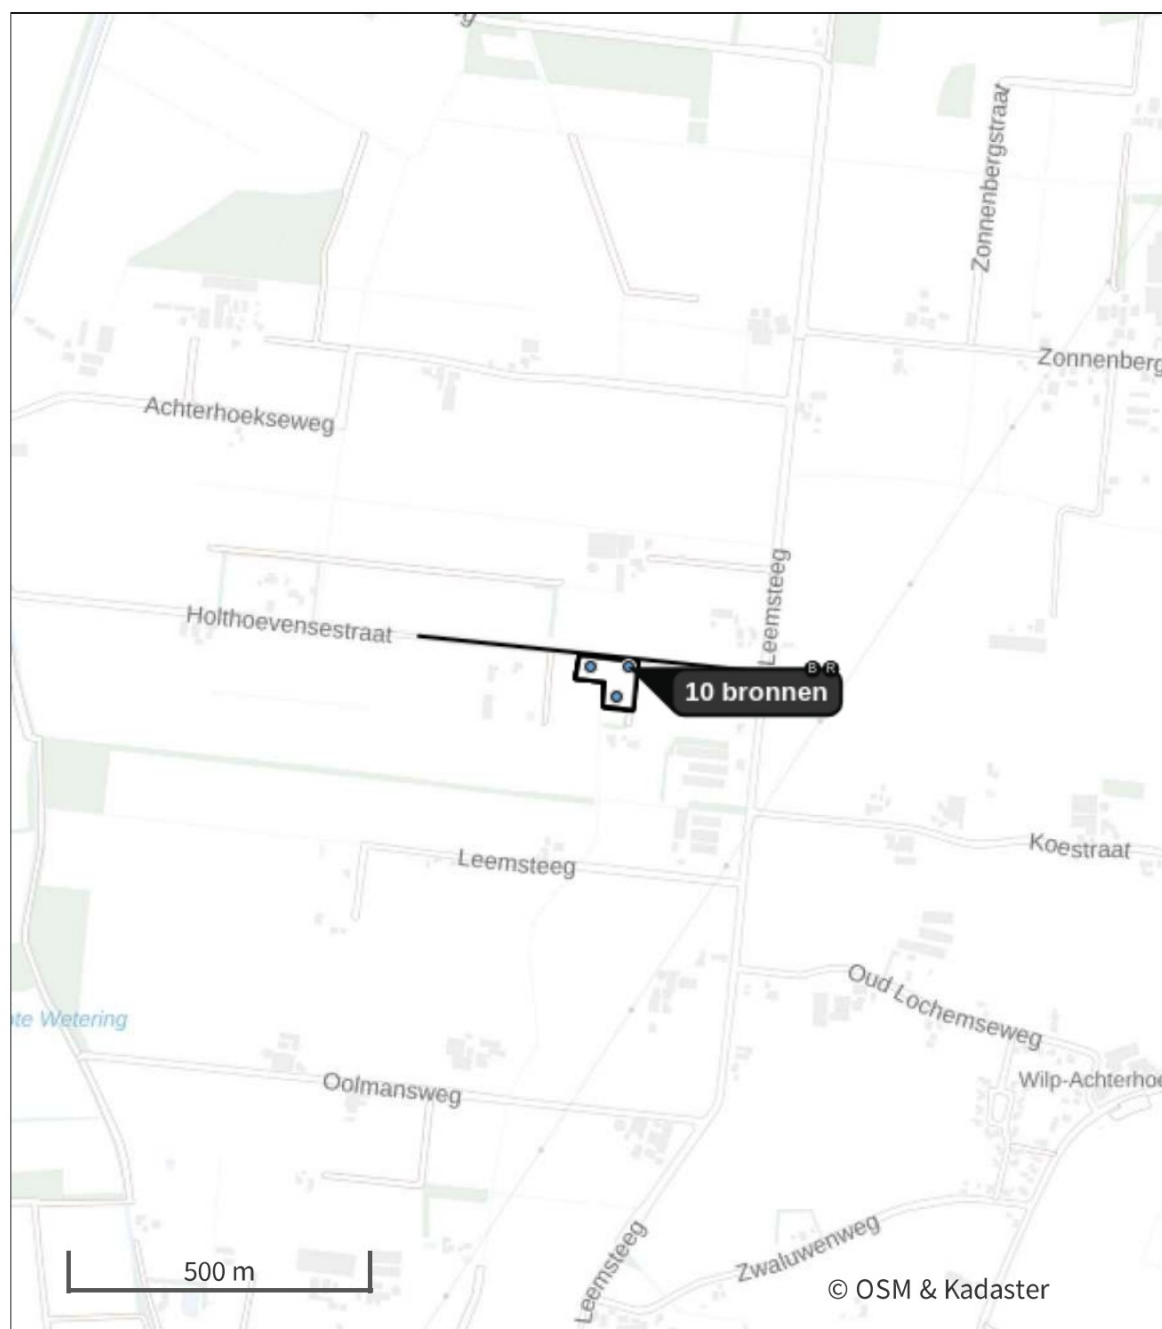 Zonnenbergstraat
Zonnenberg
Achterhoekseweg
Leemsteeg
Holthoevensestraat
B R
10 bronnen
Koestraat
Leemsteeg
Oud Lochemseweg
te Wetering
Oolmansweg
Wilp-Achterhoe
Leemsteeg
Zwaluwenweg
500 m
© OSM & Kadaster